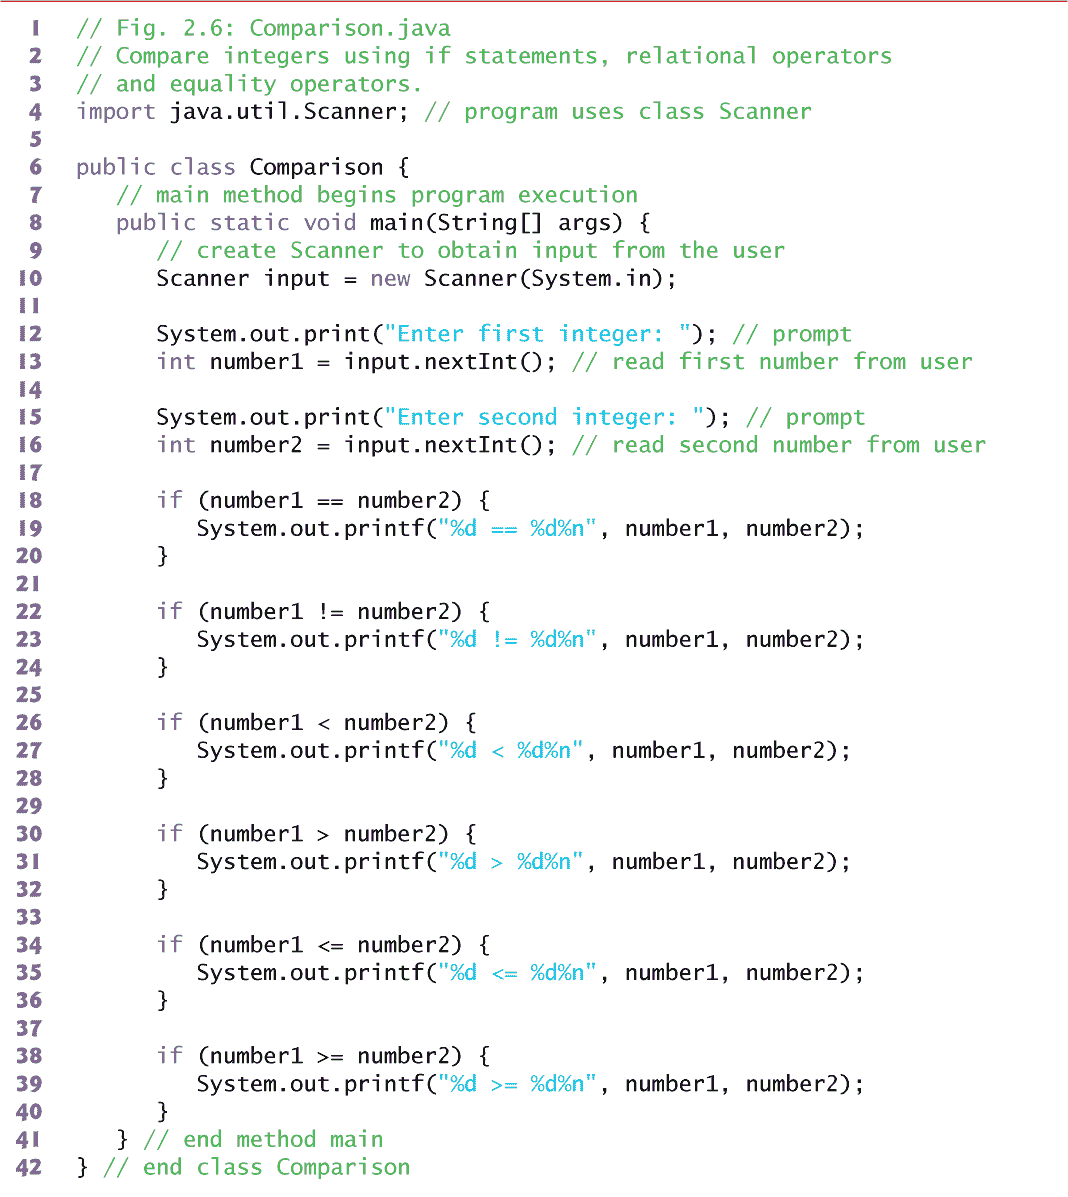 1 // Fig. 2.6: Comparison.java
2 // Compare integers using if statements, relational operators
3 // and equality operators.
4 import java.util.Scanner; // program uses class Scanner
5
6 public class Comparison {
7    // main method begins program execution
8    public static void main(String[] args) {
9       // create Scanner to obtain input from the user
10       Scanner input = new Scanner(System.in);
11
12       System.out.print("Enter first integer: "); // prompt
13       int number1 = input.nextInt(); // read first number from user
14
15       System.out.print("Enter second integer: "); // prompt
16       int number2 = input.nextInt(); // read second number from user
17
18       if (number1 == number2) {
19          System.out.printf("%d == %d%n", number1, number2);
20       }
21
22       if (number1 != number2) {
23          System.out.printf("%d != %d%n", number1, number2);
24       }
25
26       if (number1 < number2) {
27          System.out.printf("%d < %d%n", number1, number2);
28       }
29
30       if (number1 > number2) {
31          System.out.printf("%d > %d%n", number1, number2);
32       }
33
34       if (number1 <= number2) {
35          System.out.printf("%d <= %d%n", number1, number2);
36       }
37
38       if (number1 >= number2) {
39          System.out.printf("%d >= %d%n", number1, number2);
40       }
41    } // end method main
42 } // end class Comparison